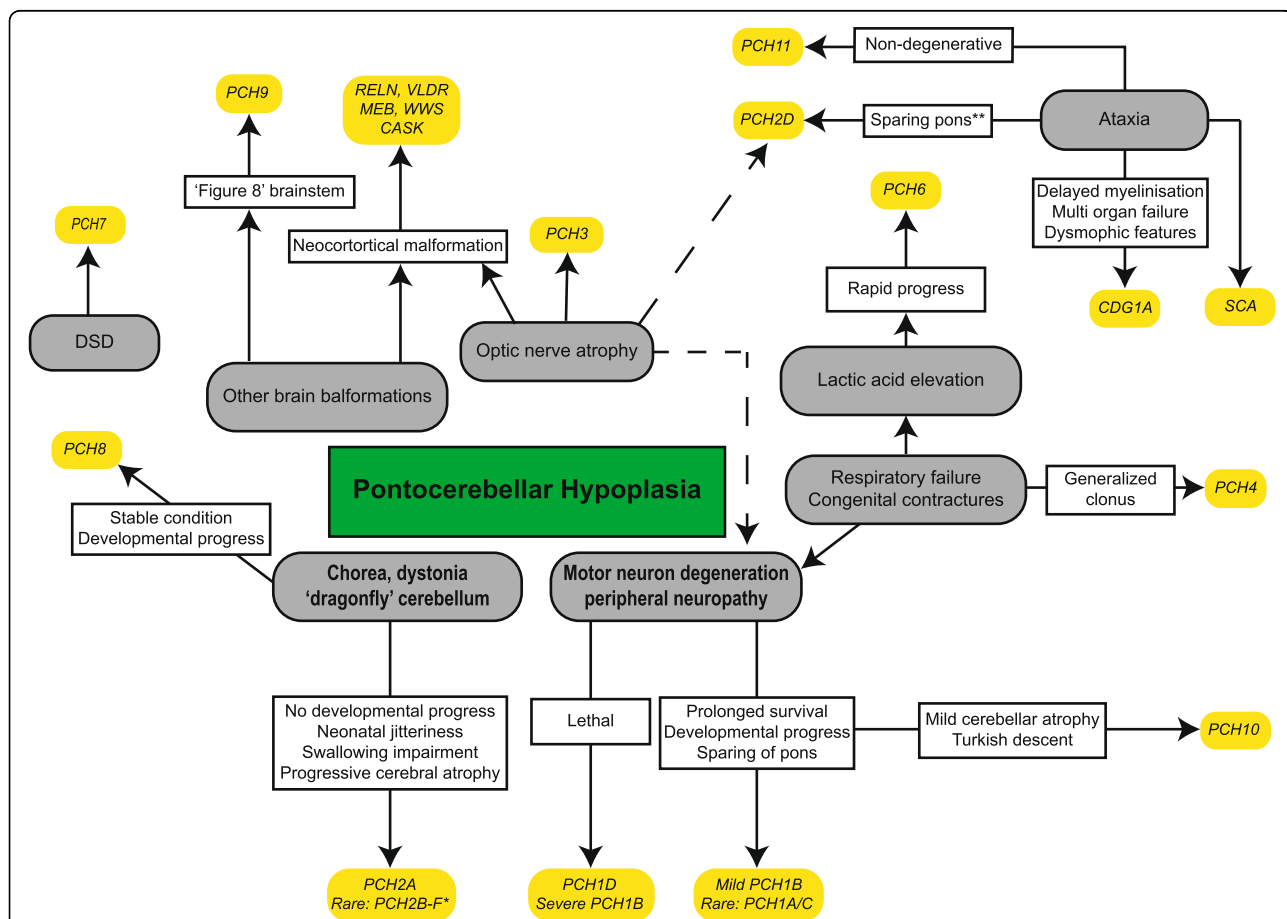 PCH11
Non-degenerative
PCH9
RELN, VLDR
MEB, WWS
CASK
PCH2D
Sparing pons**
Ataxia
'Figure 8' brainstem
PCH6
Delayed myelinisation
Multi organ failure
Dysmophic features
PCH7
Neocortortical malformation
PCH3
Rapid progress
CDG1A
SCA
DSD
Optic nerve atrophy
Lactic acid elevation
Other brain balformations
PCH8
Pontocerebellar Hypoplasia
Respiratory failure
Congenital contractures
Generalized
clonus
PCH4
Stable condition
Developmental progress
Chorea, dystonia
'dragonfly' cerebellum
Motor neuron degeneration
peripheral neuropathy
No developmental progress
Neonatal jitteriness
Swallowing impairment
Progressive cerebral atrophy
Lethal
Prolonged survival
Developmental progress
Sparing of pons
Mild cerebellar atrophy
Turkish descent
PCH10
PCH2A
Rare: PCH2B-F*
PCH1D
Severe PCH1B
Mild PCH1B
Rare: PCH1A/C